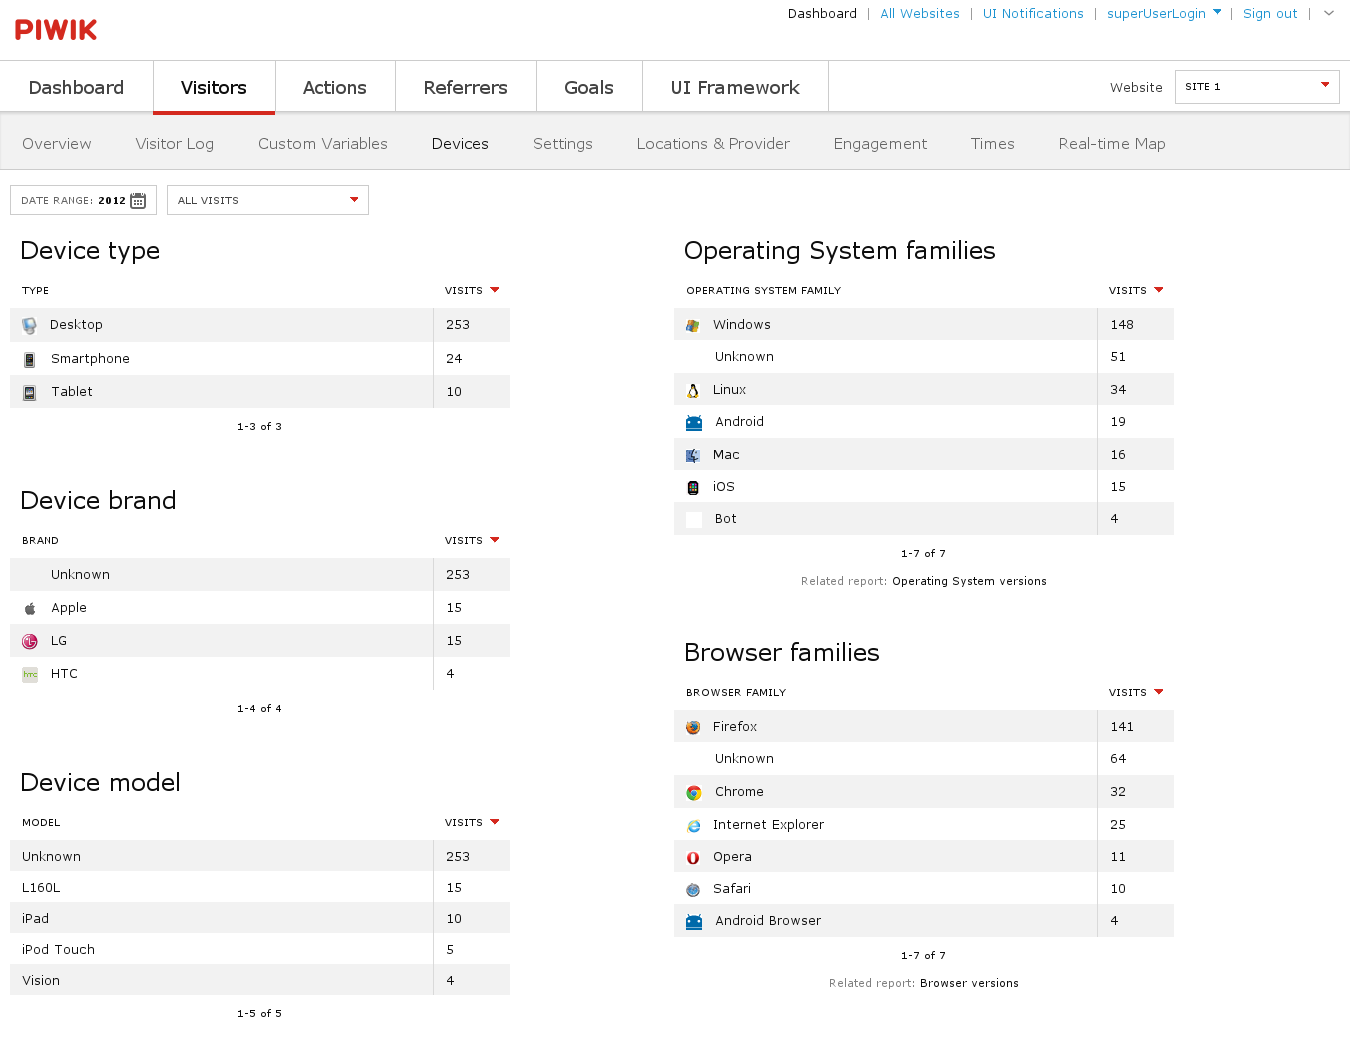 Dashboard | All Websites | UI Notifications | superUserLogin | Sign out |
PIWIK
Dashboard Visitors Actions Referrers Goals UI Framework
Website SITE 1
Overview Visitor Log Custom Variables Devices Settings Locations & Provider Engagement Times Real-time Map
DATE RANGE: 2012 ALL VISITS
Device type
TYPE VISITS
Desktop 253
Smartphone 24
Tablet 10
1-3 of 3
Device brand
BRAND VISITS
Unknown 253
Apple 15
LG 15
htc HTC 4
1-4 of 4
Device model
MODEL VISITS
Unknown 253
L160L 15
iPad 10
iPod Touch 5
Vision 4
1-5 of 5
Operating System families
OPERATING SYSTEM FAMILY VISITS
Windows 148
Unknown 51
Linux 34
Android 19
Mac 16
iOS 15
Bot 4
1-7 of 7
Related report: Operating System versions
Browser families
BROWSER FAMILY VISITS
Firefox 141
Unknown 64
Chrome 32
Internet Explorer 25
Opera 11
Safari 10
Android Browser 4
1-7 of 7
Related report: Browser versions